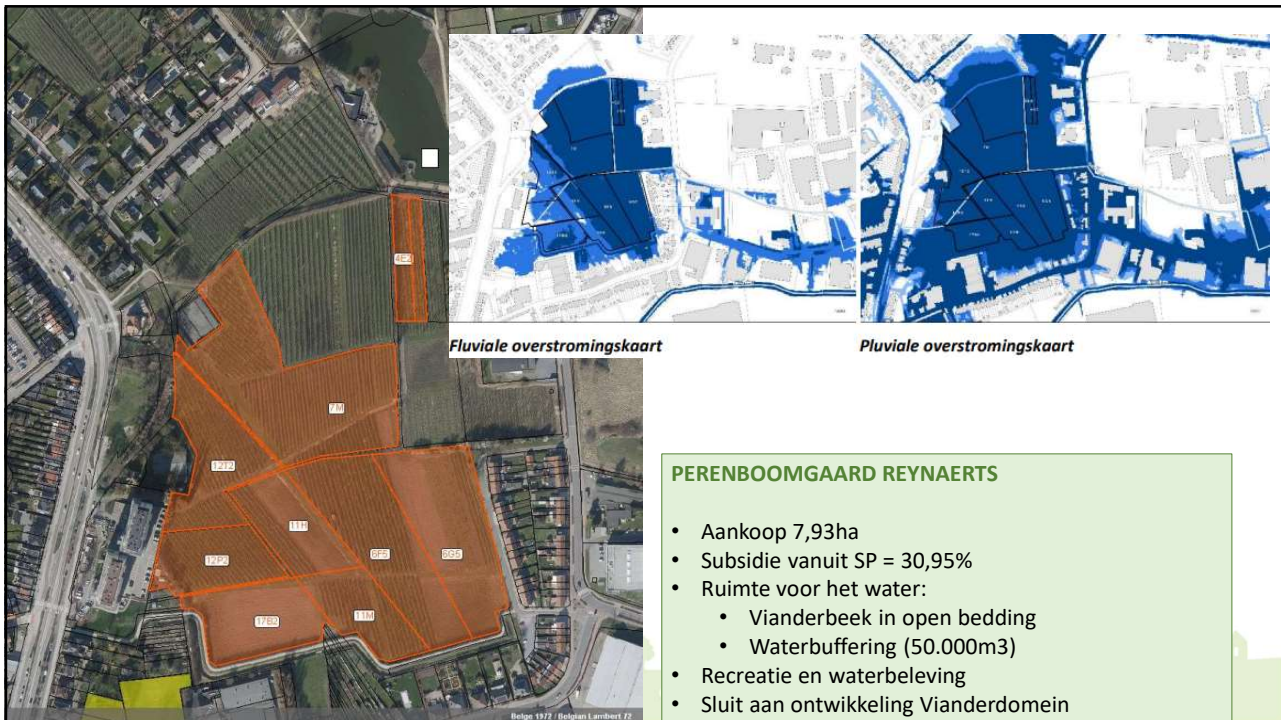 4E2
7M
12T2
11H
6F5
6G5
12P2
17B2
11M
Belge 1972 / Belgian Lambert 72
Fluviale overstromingskaart
Pluviale overstromingskaart
PERENBOOMGAARD REYNAERTS
• Aankoop 7,93ha
• Subsidie vanuit SP = 30,95%
• Ruimte voor het water:
• Vianderbeek in open bedding
• Waterbuffering (50.000m3)
• Recreatie en waterbeleving
• Sluit aan ontwikkeling Vianderdomein